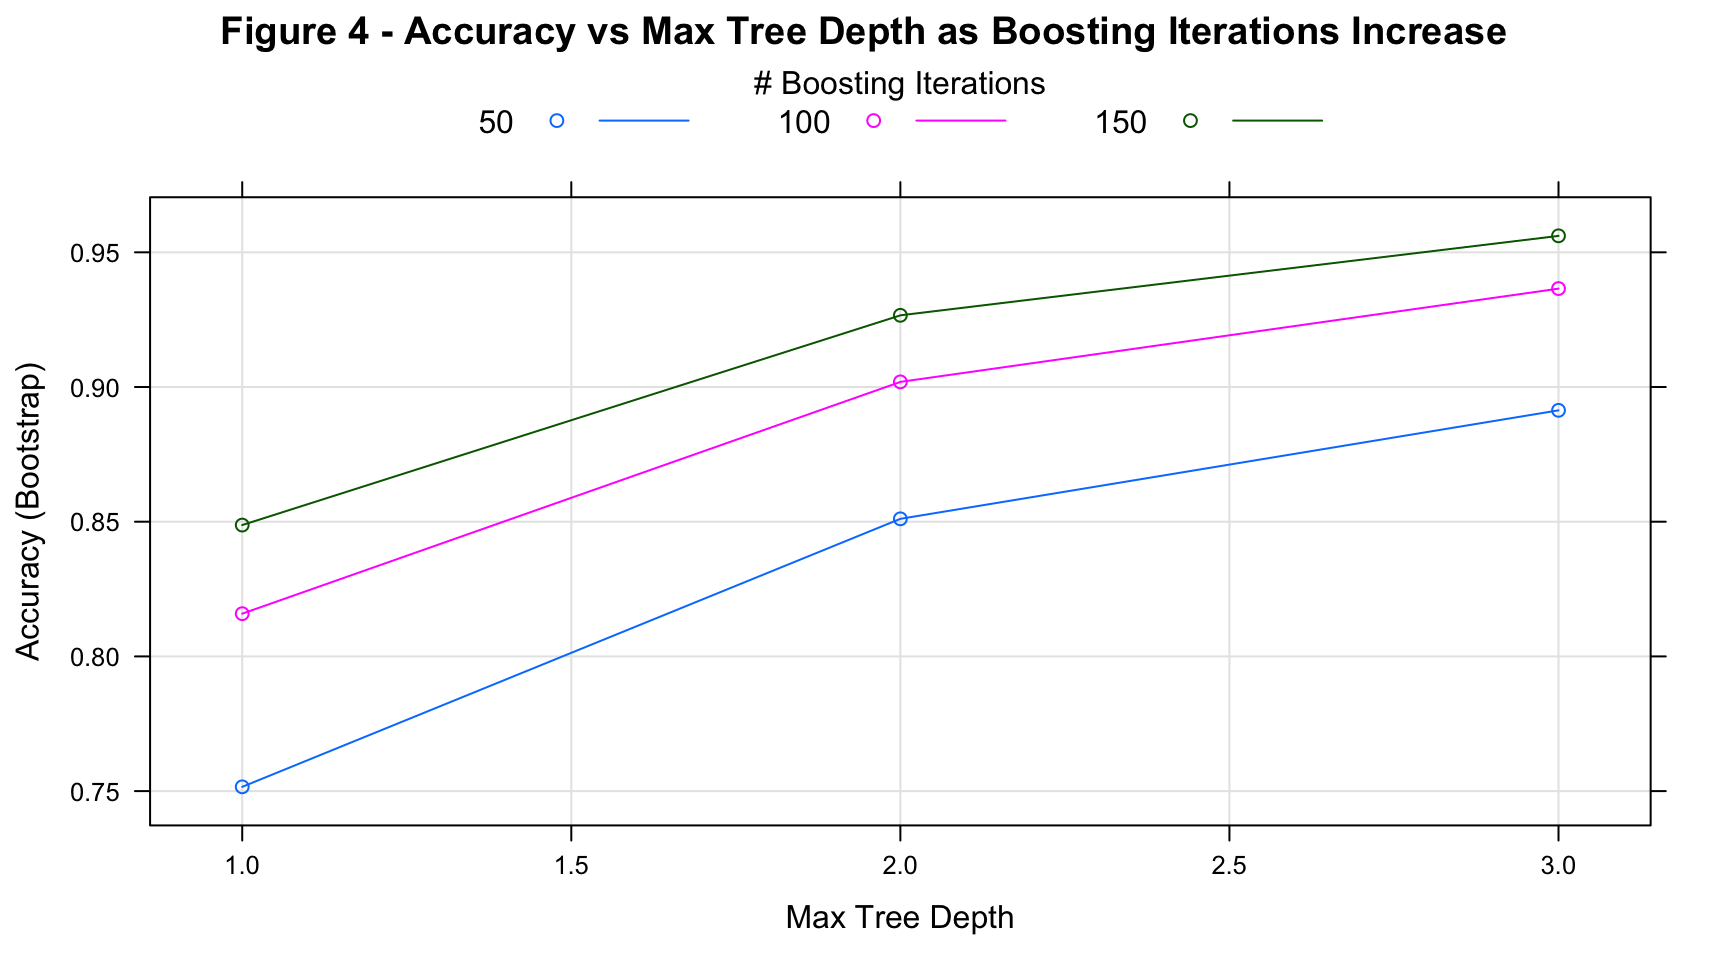 Figure 4 - Accuracy vs Max Tree Depth as Boosting Iterations Increase
# Boosting Iterations
50 100 150
0.95
0.90
0.85
0.80
0.75
Accuracy (Bootstrap)
1.0 1.5 2.0 2.5 3.0
Max Tree Depth